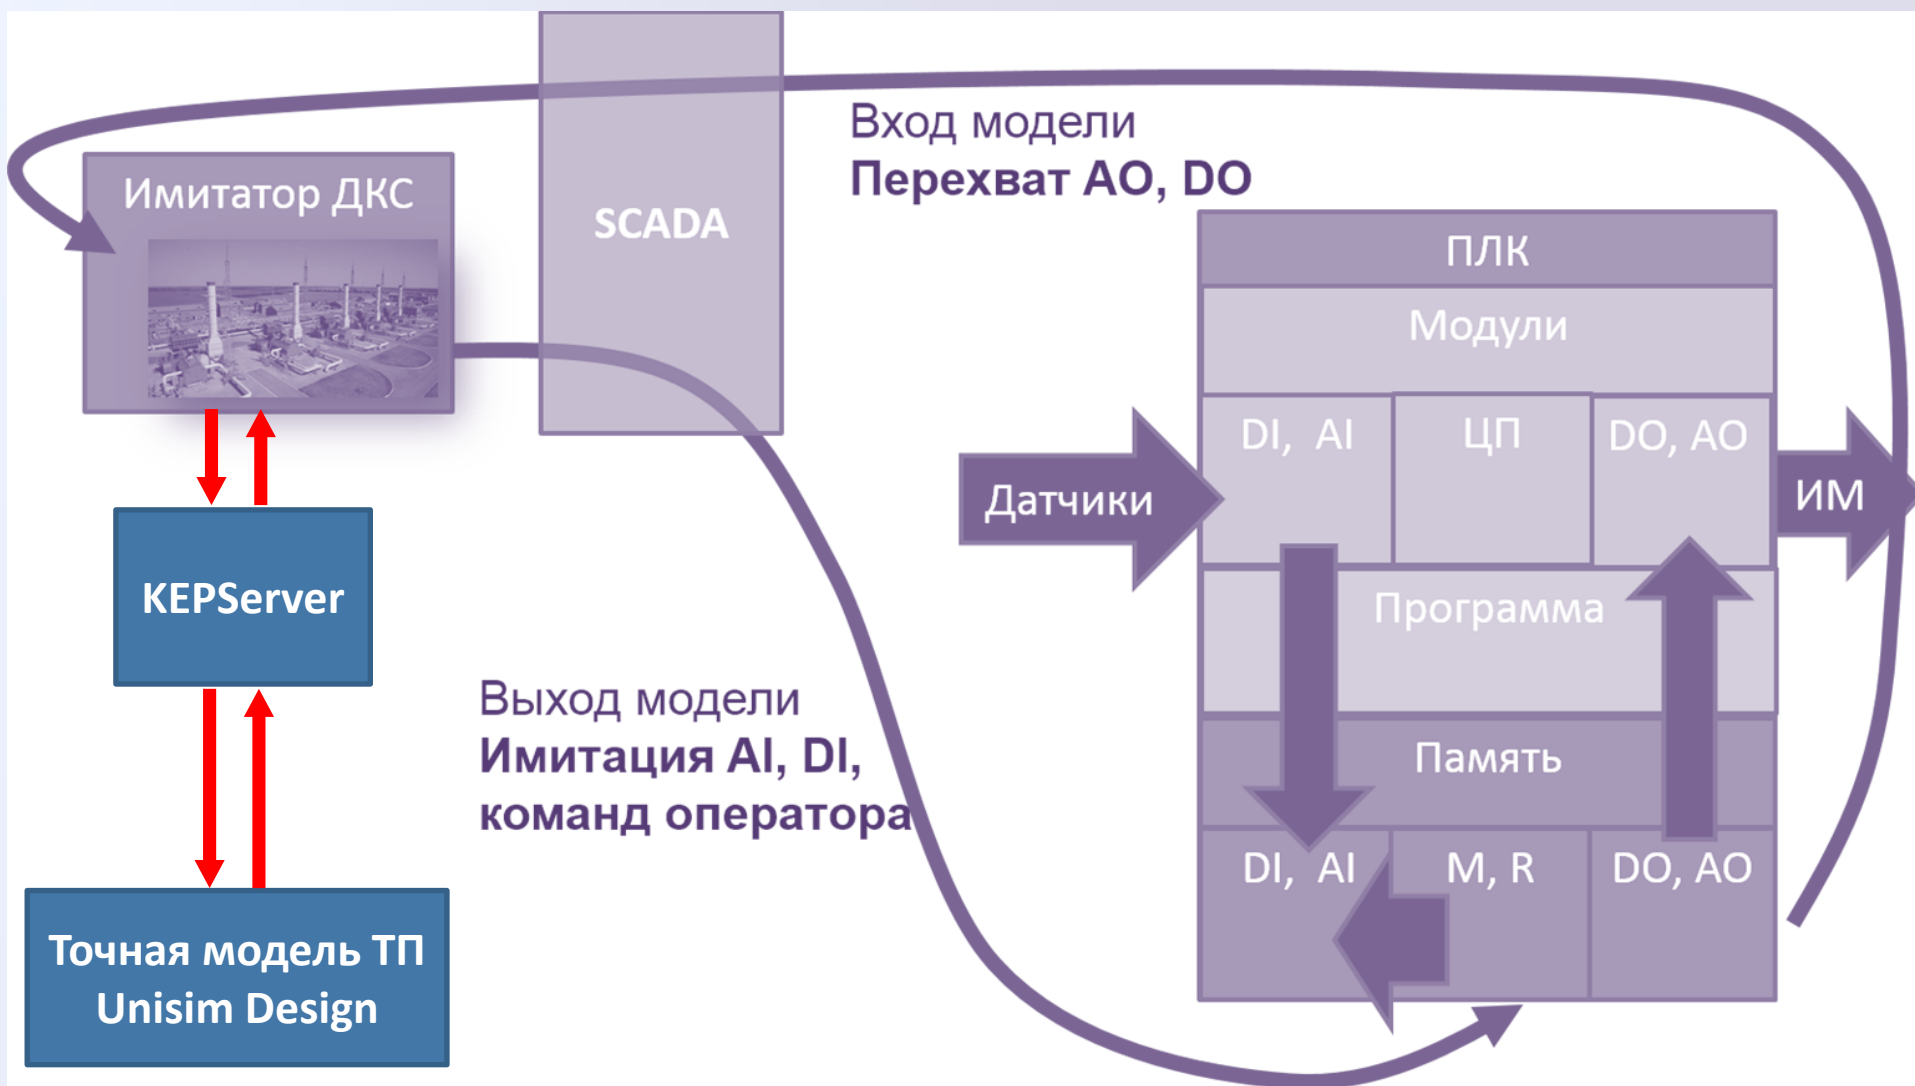 Вход модели
Перехват AO, DO
Имитатор ДКС
SCADA
ПЛК
Модули
DI, AI
ЦП
DO, AO
Датчики
ИМ
KEPServer
Программа
Выход модели
Имитация AI, DI,
команд оператора
Память
DI, AI
M, R
DO, AO
Точная модель ТП
Unisim Design